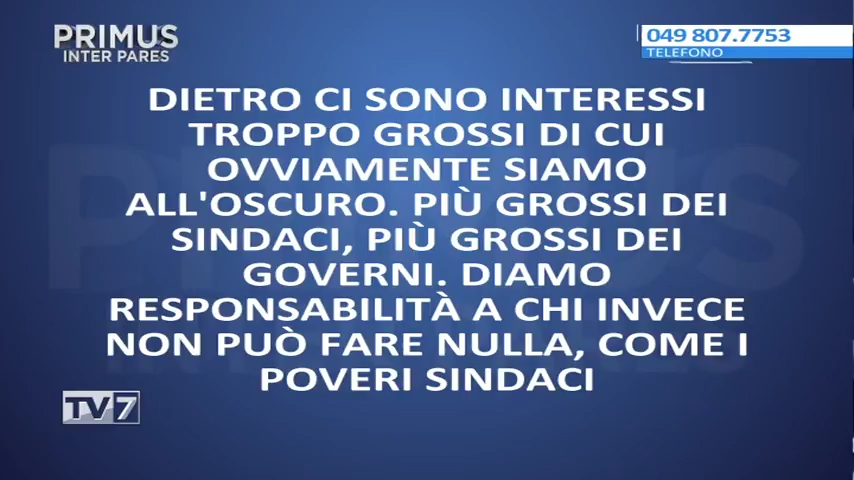 PRIMUS
INTER PARES
049 807.7753
TELEFONO
DIETRO CI SONO INTERESSI
TROPPO GROSSI DI CUI
OVVIAMENTE SIAMO
ALL'OSCURO. PIÙ GROSSI DEI
SINDACI, PIÙ GROSSI DEI
GOVERNI. DIAMO
RESPONSABILITÀ A CHI INVECE
NON PUÒ FARE NULLA, COME I
POVERI SINDACI
TV7